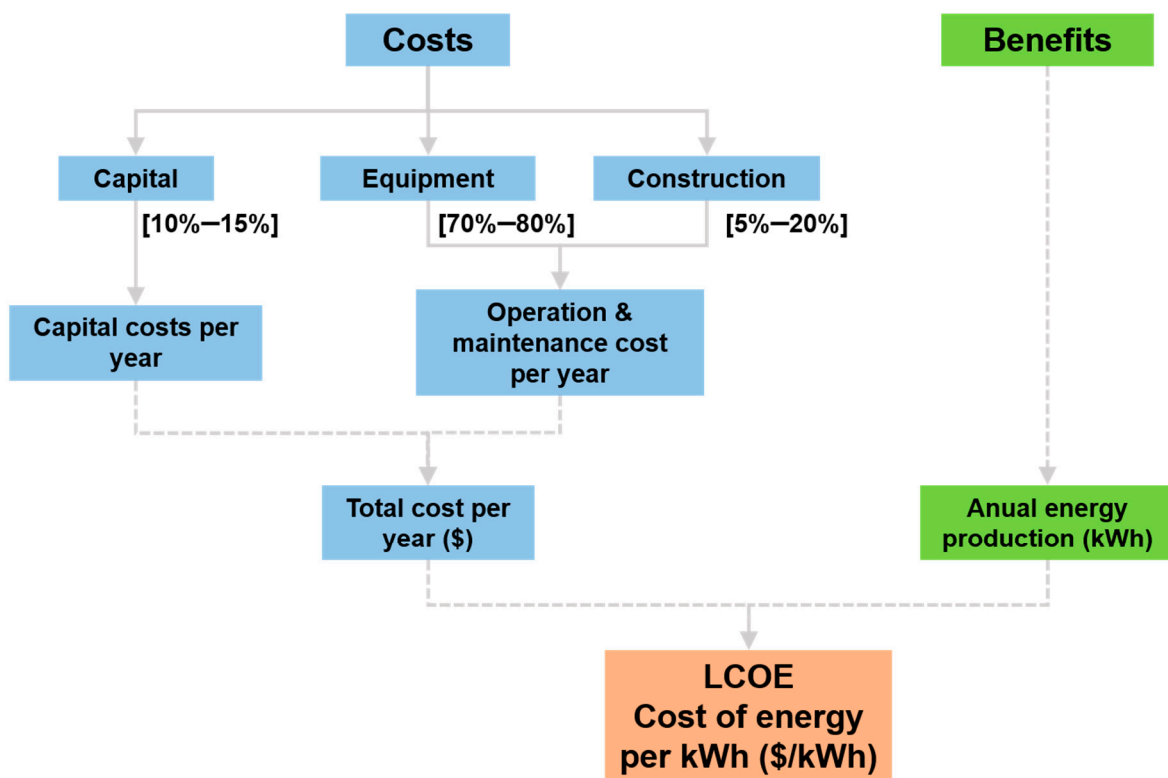 Costs
Benefits
Capital
Equipment
Construction
[10%—15%]
[70%—80%]
[5%—20%]
Capital costs per
year
Operation &
maintenance cost
per year
Total cost per
year ($)
Anual energy
production (kWh)
LCOE
Cost of energy
per kWh ($/kWh)